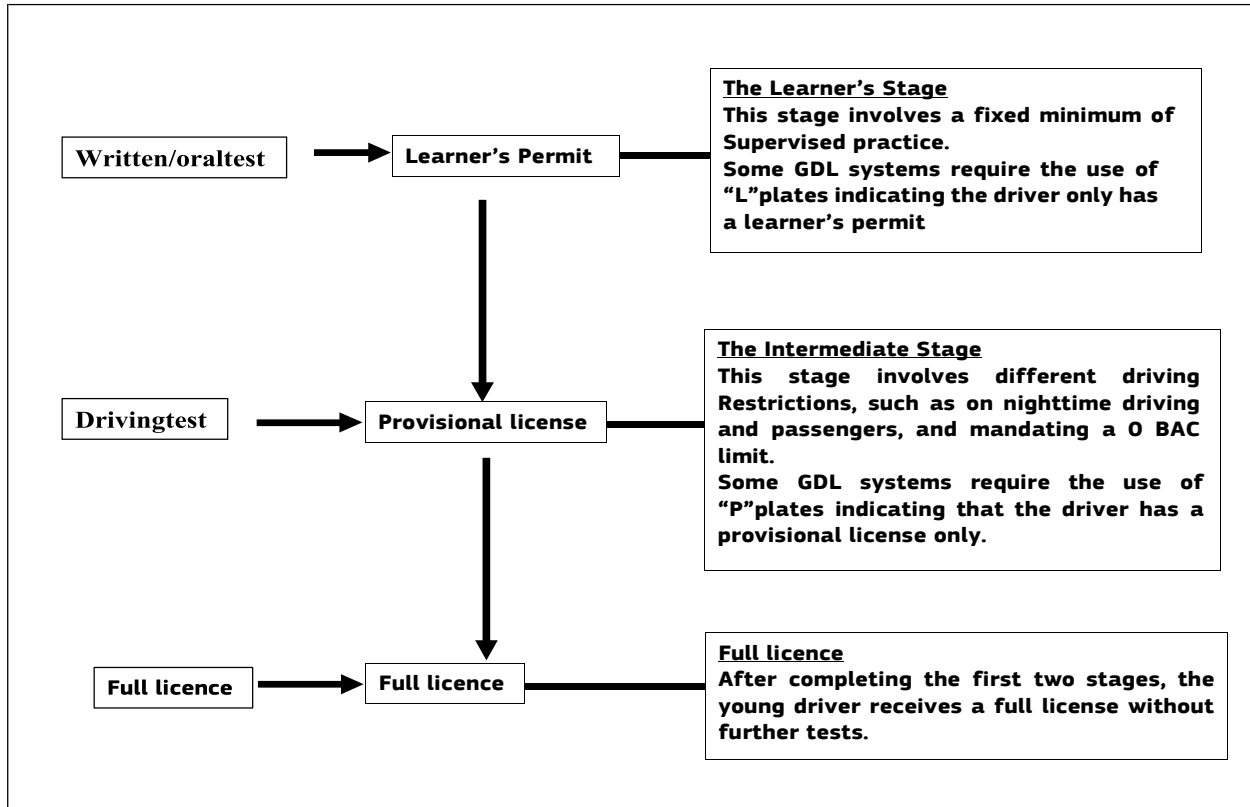 Written/oraltest
Learner's Permit
The Learner's Stage
This stage involves a fixed minimum of
Supervised practice.
Some GDL systems require the use of
“L”plates indicating the driver only has
a learner's permit
Drivingtest
Provisional license
The Intermediate Stage
This stage involves different driving
Restrictions, such as on nighttime driving
and passengers, and mandating a 0 BAC
limit.
Some GDL systems require the use of
“P”plates indicating that the driver has a
provisional license only.
Full licence
Full licence
Full licence
After completing the first two stages, the
young driver receives a full license without
further tests.